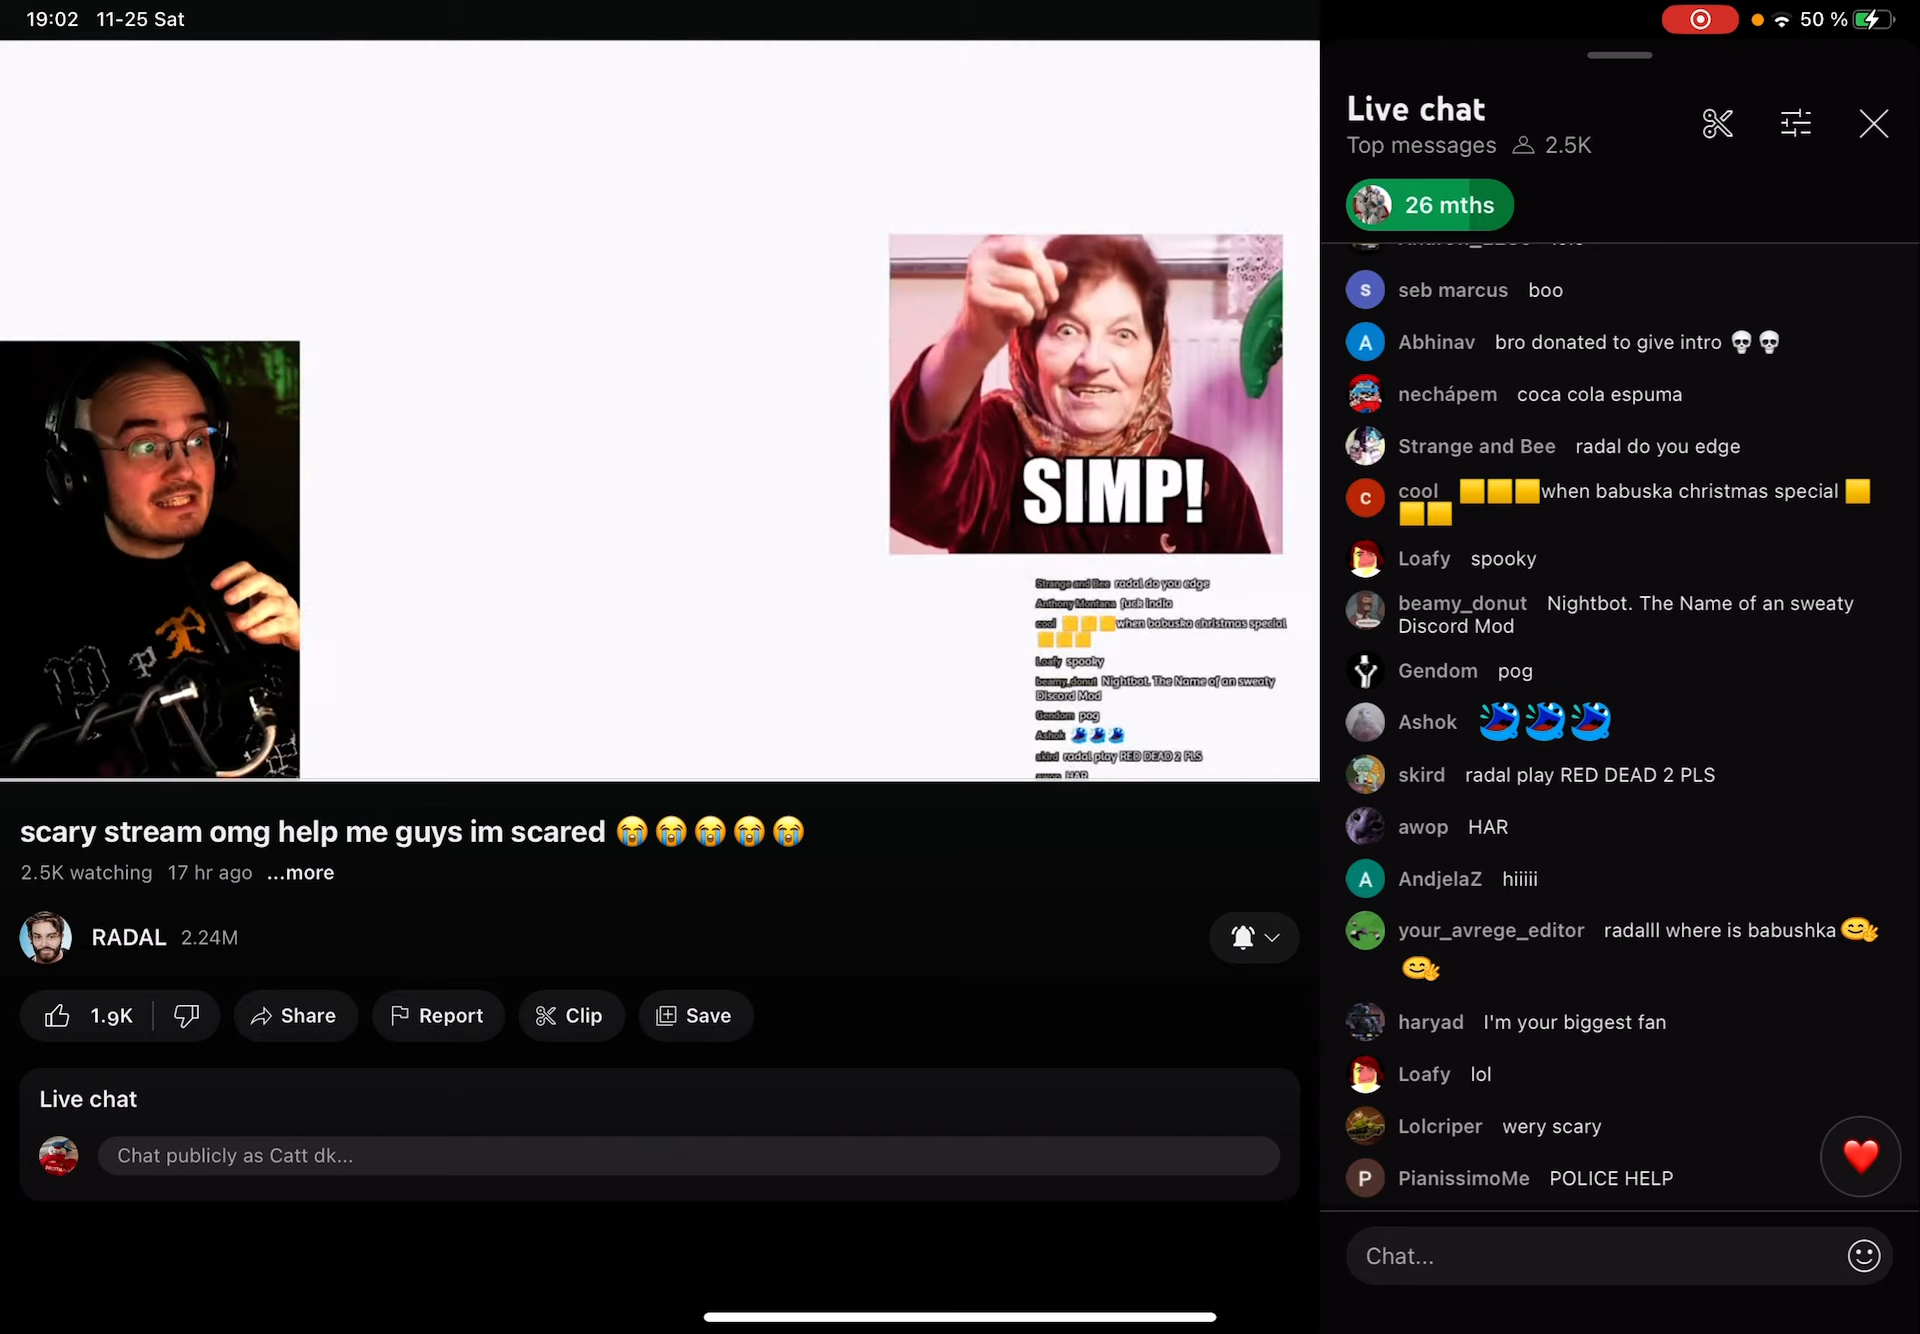 19:02 11-25 Sat
50 %
SIMP!
Strange and Bee radal do you edge
Anthony Montana fuck india
cool when babuska christmas special
Loafy spooky
beamy_donut Nightbot. The Name of an sweaty
Discord Mod
Gendom pog
Ashok
skird radal play RED DEAD 2 PLS
awop HAR
scary stream omg help me guys im scared 😭😭😭😭😭
2.5K watching 17 hr ago ...more
RADAL 2.24M
1.9K Share Report Clip Save
Live chat
Chat publicly as Catt dk...
Live chat
Top messages 2.5K
26 mths
S seb marcus boo
A Abhinav bro donated to give intro 💀💀
nechápem coca cola espuma
Strange and Bee radal do you edge
C cool 🟨🟨🟨when babuska christmas special 🟨
🟨🟨
Loafy spooky
beamy_donut Nightbot. The Name of an sweaty
Discord Mod
Gendom pog
Ashok
skird radal play RED DEAD 2 PLS
awop HAR
A AndjelaZ hiiiii
your_avrege_editor radalll where is babushka
haryad I'm your biggest fan
Loafy lol
Lolcriper wery scary
P PianissimoMe POLICE HELP
Chat...